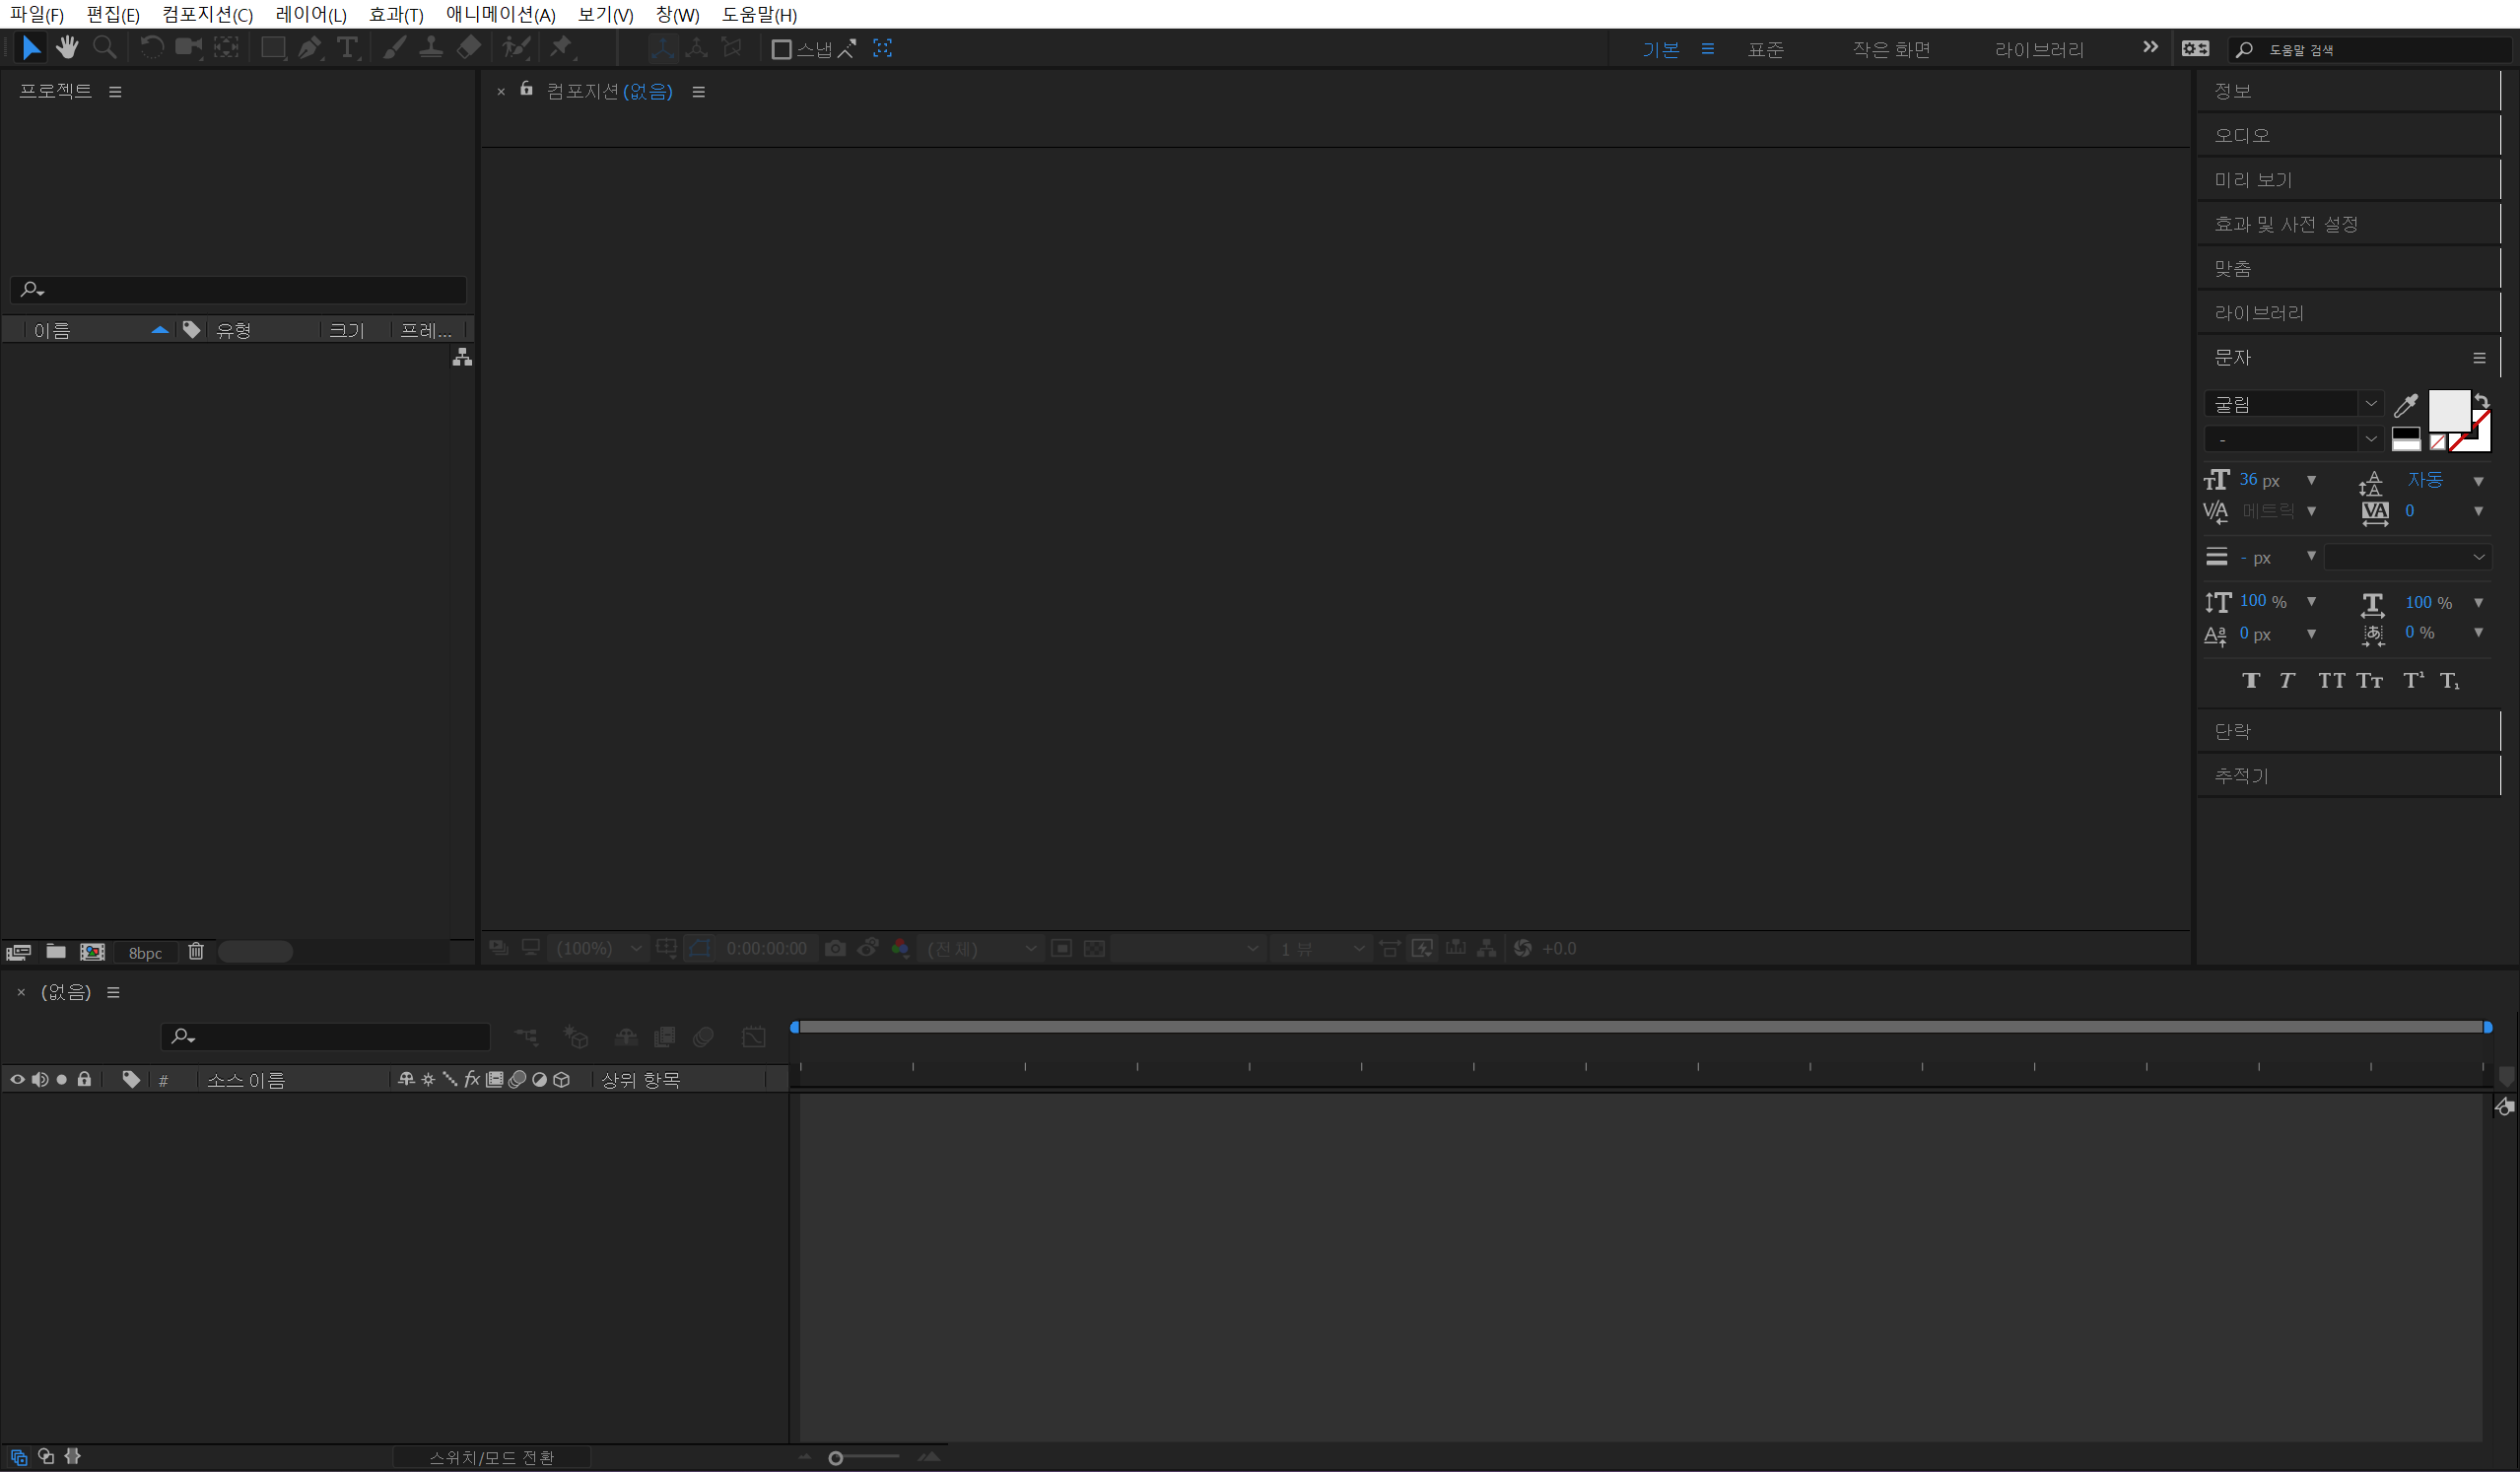 파일(F) 편집(E) 컴포지션(C) 레이어(L) 효과(T) 애니메이션(A) 보기(V) 창(W) 도움말(H)
스냅 기본 표준 작은 화면 라이브러리 도움말 검색
프로젝트
컴포지션 (없음)
이름 유형 크기 프레...
8bpc
(100%) 0:00:00:00 (전체) 1 뷰 +0.0
정보
오디오
미리 보기
효과 및 사전 설정
맞춤
라이브러리
문자
굴림
-
36 px 자동
메트릭 0
- px
100 % 100 %
0 px 0 %
단락
추적기
(없음)
# 소스 이름 fx 상위 항목
스위치/모드 전환